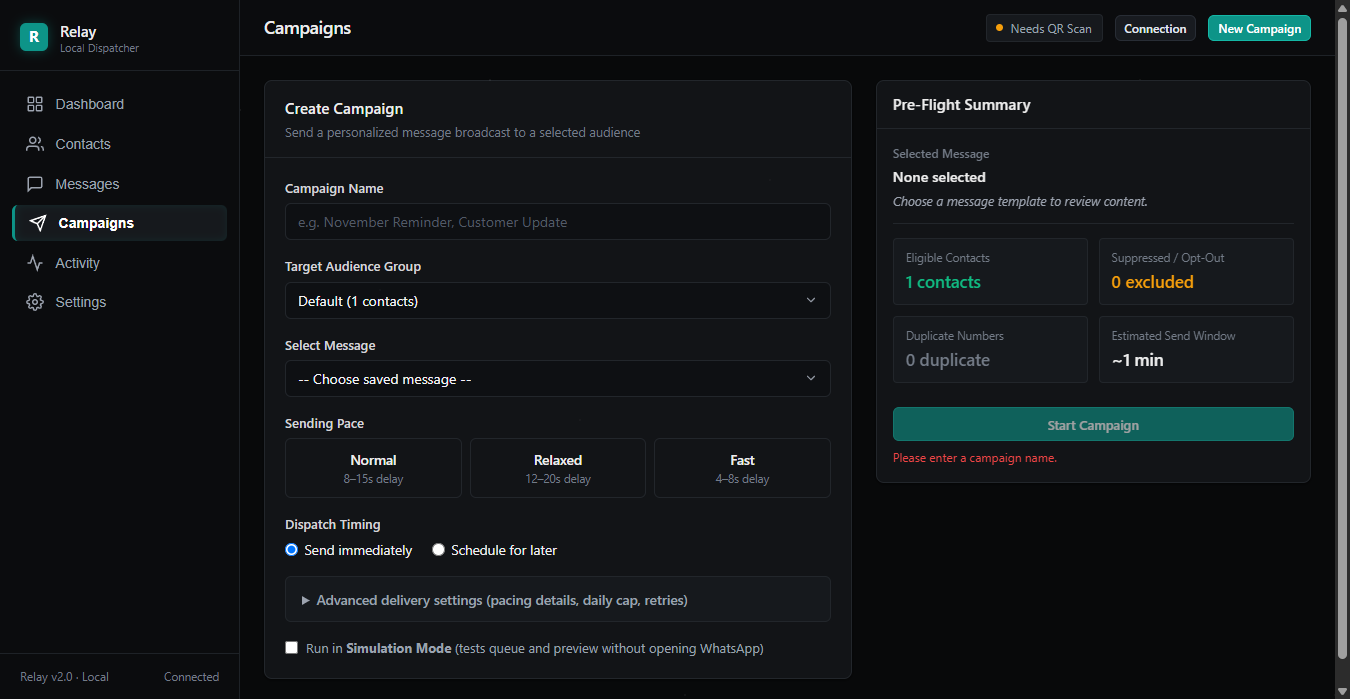 R
Relay
Local Dispatcher
Dashboard
Contacts
Messages
Campaigns
Activity
Settings
Relay v2.0 · Local
Connected
Campaigns
Needs QR Scan
Connection
New Campaign
Create Campaign
Send a personalized message broadcast to a selected audience
Campaign Name
e.g. November Reminder, Customer Update
Target Audience Group
Default (1 contacts)
Select Message
-- Choose saved message --
Sending Pace
Normal
8–15s delay
Relaxed
12–20s delay
Fast
4–8s delay
Dispatch Timing
Send immediately
Schedule for later
Advanced delivery settings (pacing details, daily cap, retries)
Run in Simulation Mode (tests queue and preview without opening WhatsApp)
Pre-Flight Summary
Selected Message
None selected
Choose a message template to review content.
Eligible Contacts
1 contacts
Suppressed / Opt-Out
0 excluded
Duplicate Numbers
0 duplicate
Estimated Send Window
~1 min
Start Campaign
Please enter a campaign name.